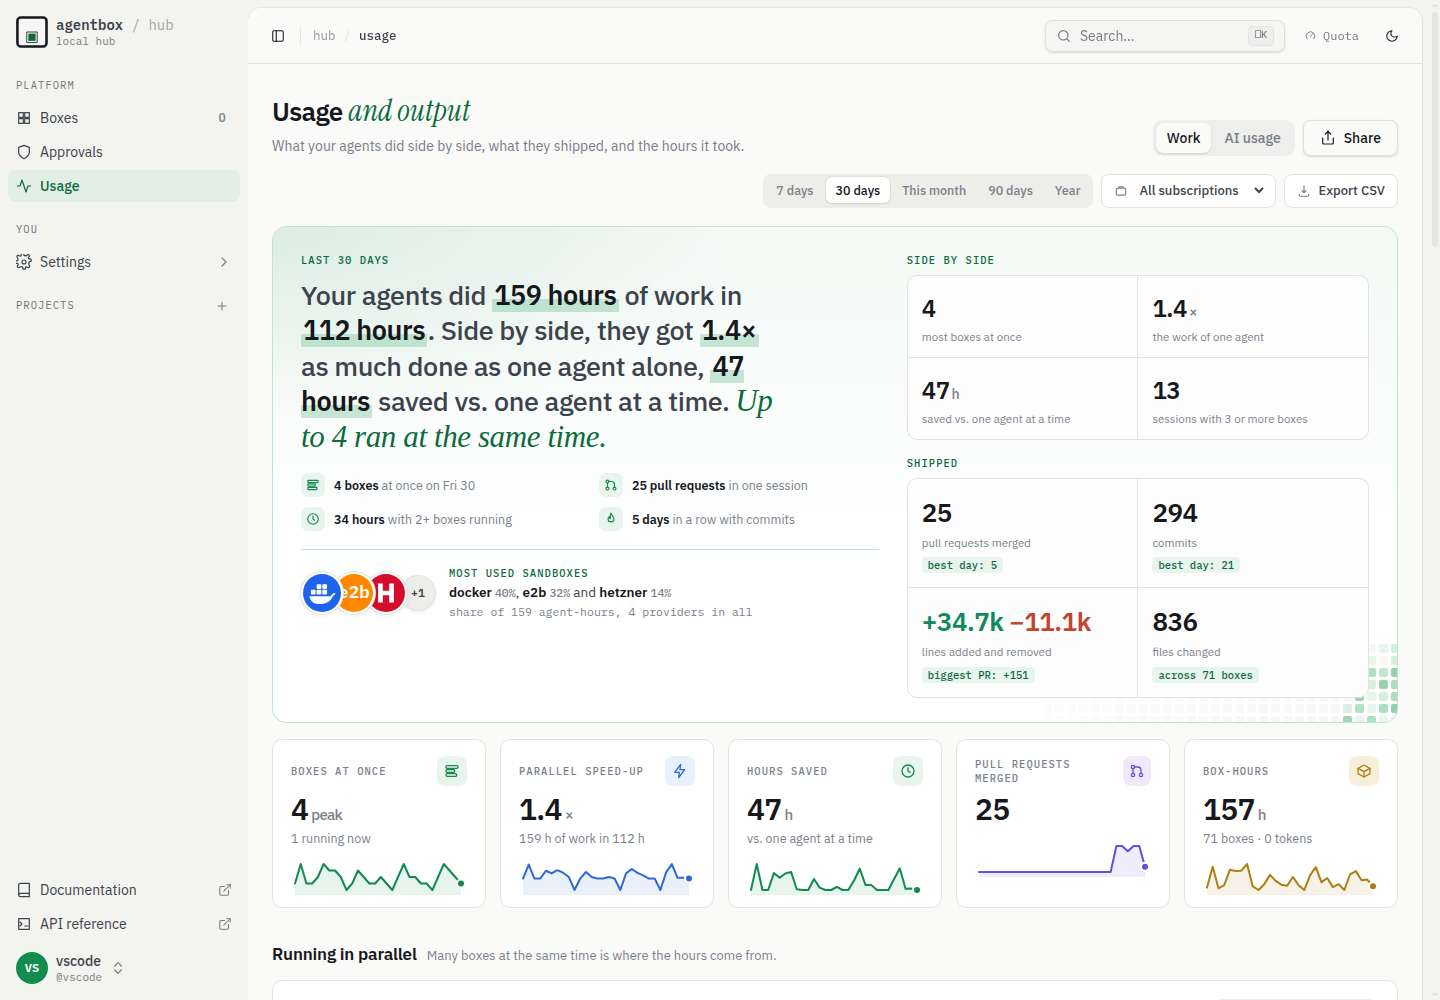 agentbox / hub
local hub
PLATFORM
Boxes 0
Approvals
Usage
YOU
Settings
PROJECTS
Documentation
API reference
VS
vscode
@vscode
hub / usage
Search...
K
Quota
Usage and output
What your agents did side by side, what they shipped, and the hours it took.
Work
AI usage
Share
7 days
30 days
This month
90 days
Year
All subscriptions
Export CSV
LAST 30 DAYS
Your agents did 159 hours of work in
112 hours. Side by side, they got 1.4×
as much done as one agent alone, 47
hours saved vs. one agent at a time. Up
to 4 ran at the same time.
4 boxes at once on Fri 30
25 pull requests in one session
34 hours with 2+ boxes running
5 days in a row with commits
e2b
H
+1
MOST USED SANDBOXES
docker 40%, e2b 32% and hetzner 14%
share of 159 agent-hours, 4 providers in all
SIDE BY SIDE
4
most boxes at once
1.4×
the work of one agent
47h
saved vs. one agent at a time
13
sessions with 3 or more boxes
SHIPPED
25
pull requests merged
best day: 5
294
commits
best day: 21
+34.7k −11.1k
lines added and removed
biggest PR: +151
836
files changed
across 71 boxes
BOXES AT ONCE
4 peak
1 running now
PARALLEL SPEED-UP
1.4×
159 h of work in 112 h
HOURS SAVED
47h
vs. one agent at a time
PULL REQUESTS
MERGED
25
BOX-HOURS
157h
71 boxes · 0 tokens
Running in parallel
Many boxes at the same time is where the hours come from.